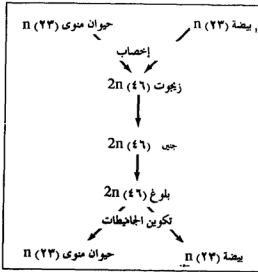 بيضة (٢٣) n حيوان منوى (٢٣) n
إخصاب
زيجوت (٤٦) 2n
جنين (٤٦) 2n
بلوغ (٤٦) 2n
تكوين الجاميطات
بيضة (٢٣) n حيوان منوى (٢٣) n